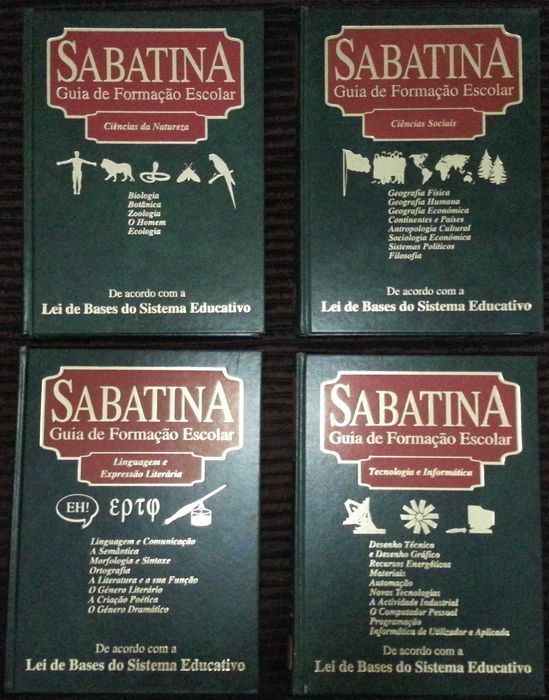 SABATINA
Guia de Formação Escolar
Ciências da Natureza
Biologia
Botânica
Zoologia
O Homem
Ecologia
De acordo com a
Lei de Bases do Sistema Educativo
SABATINA
Guia de Formação Escolar
Ciências Sociais
Geografia Física
Geografia Humana
Geografia Económica
Continentes e Países
Antropologia Cultural
Sociologia Económica
Sistemas Políticos
Filosofia
De acordo com a
Lei de Bases do Sistema Educativo
SABATINA
Guia de Formação Escolar
Linguagem e
Expressão Literária
EH!
ερτφ
Linguagem e Comunicação
A Semântica
Morfologia e Sintaxe
Ortografia
A Literatura e a sua Função
O Género Literário
A Criação Poética
O Género Dramático
De acordo com a
Lei de Bases do Sistema Educativo
SABATINA
Guia de Formação Escolar
Tecnologia e Informática
Desenho Técnico
e Desenho Gráfico
Recursos Energéticos
Materiais
Automação
Novas Tecnologias
A Actividade Industrial
O Computador Pessoal
Programação
Informática de Utilizador e Aplicada
De acordo com a
Lei de Bases do Sistema Educativo